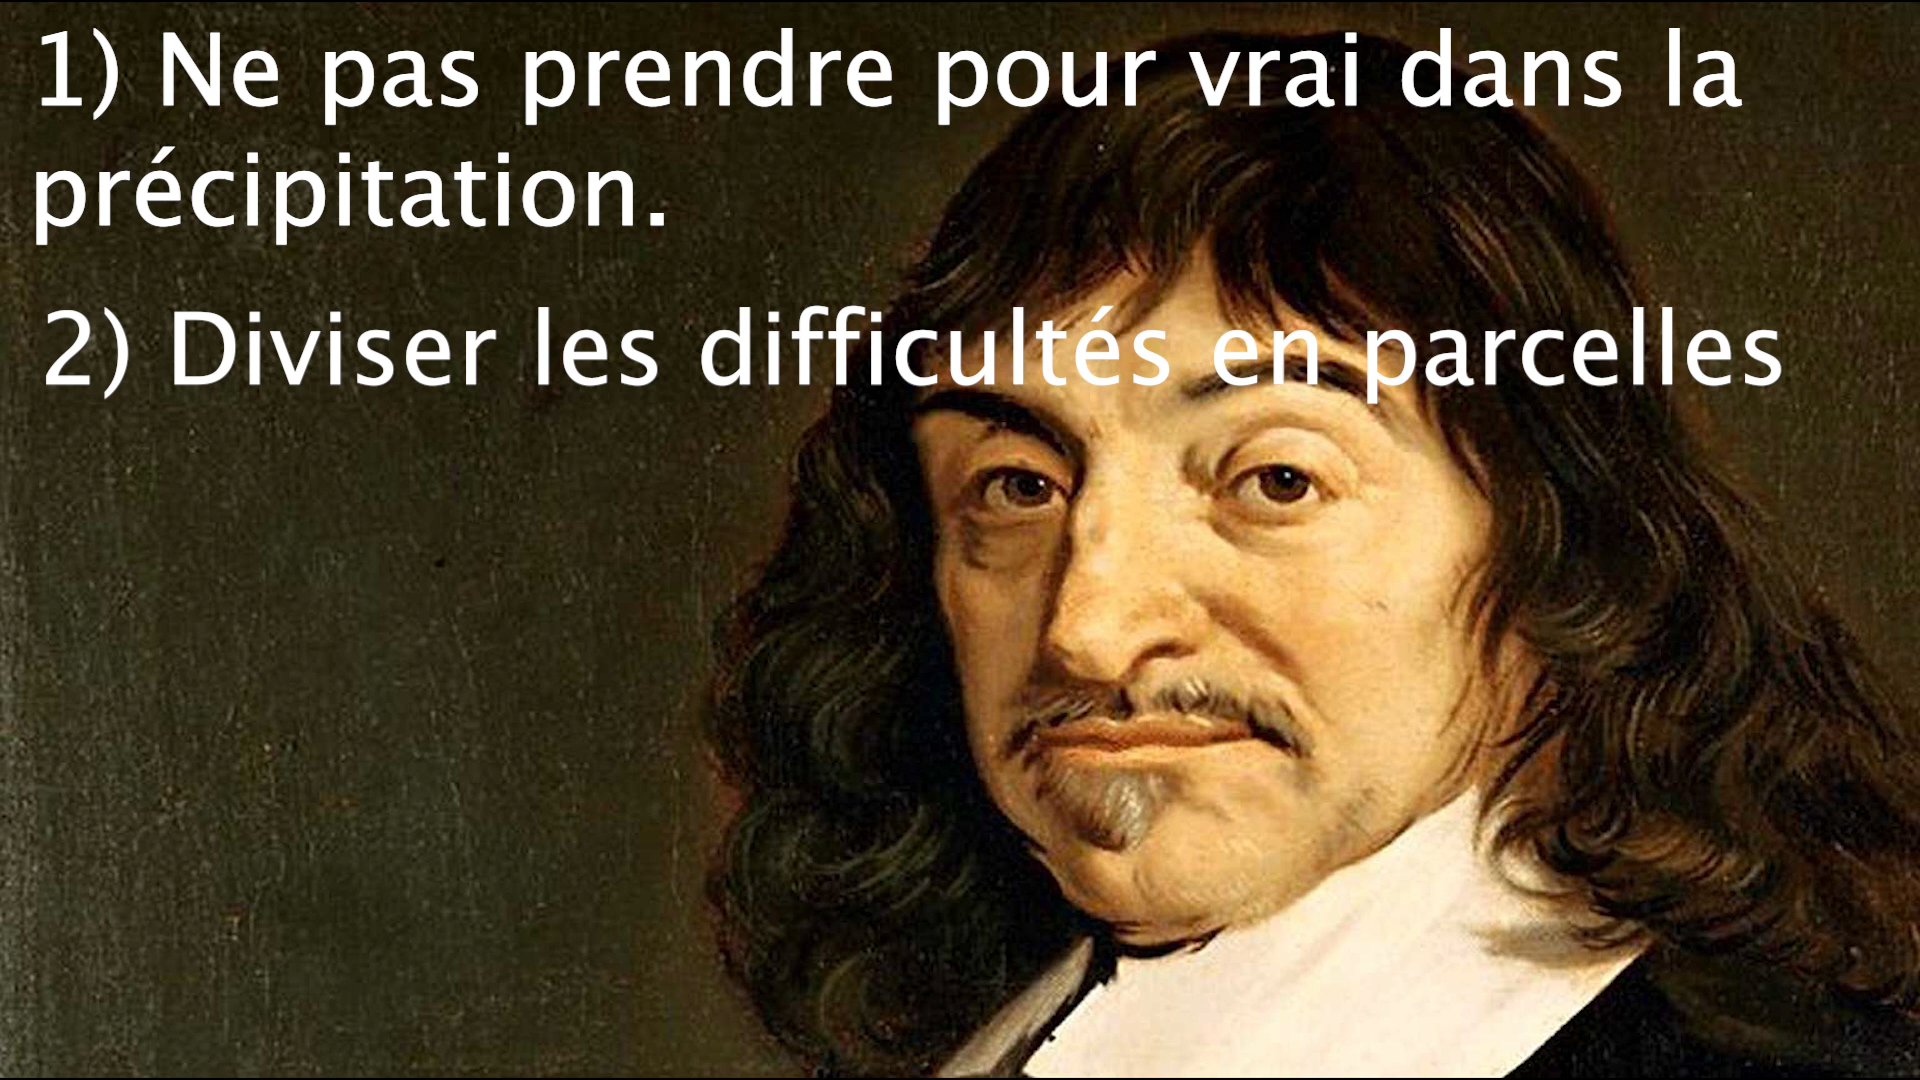 1) Ne pas prendre pour vrai dans la
précipitation.
2) Diviser les difficultés en parcelles